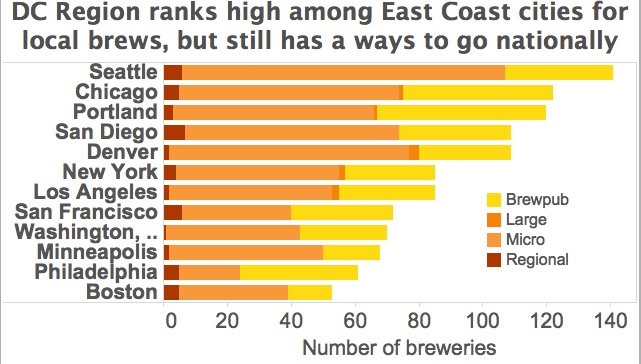 DC Region ranks high among East Coast cities for
local brews, but still has a ways to go nationally
Seattle
Chicago
Portland
San Diego
Denver
New York
Los Angeles
San Francisco
Washington, ..
Minneapolis
Philadelphia
Boston
Brewpub
Large
Micro
Regional
0 20 40 60 80 100 120 140
Number of breweries